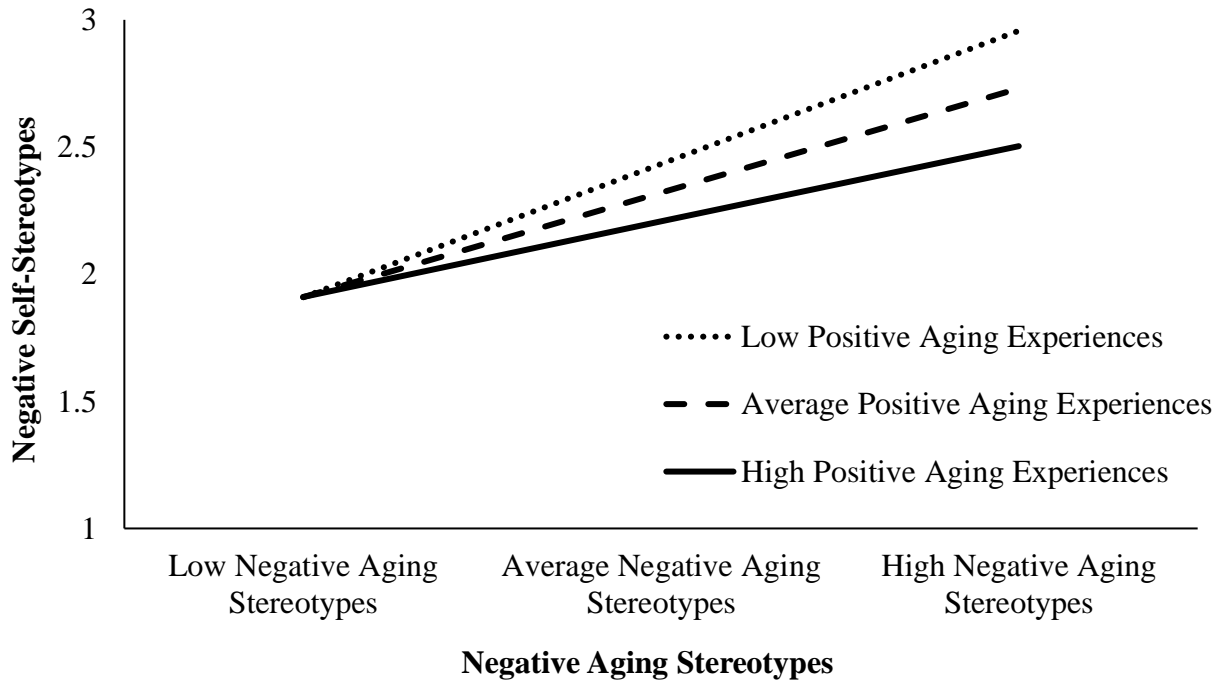 3
2.5
2
1.5
1
Negative Self-Stereotypes
Low Positive Aging Experiences
Average Positive Aging Experiences
High Positive Aging Experiences
Low Negative Aging
Stereotypes
Average Negative Aging
Stereotypes
High Negative Aging
Stereotypes
Negative Aging Stereotypes